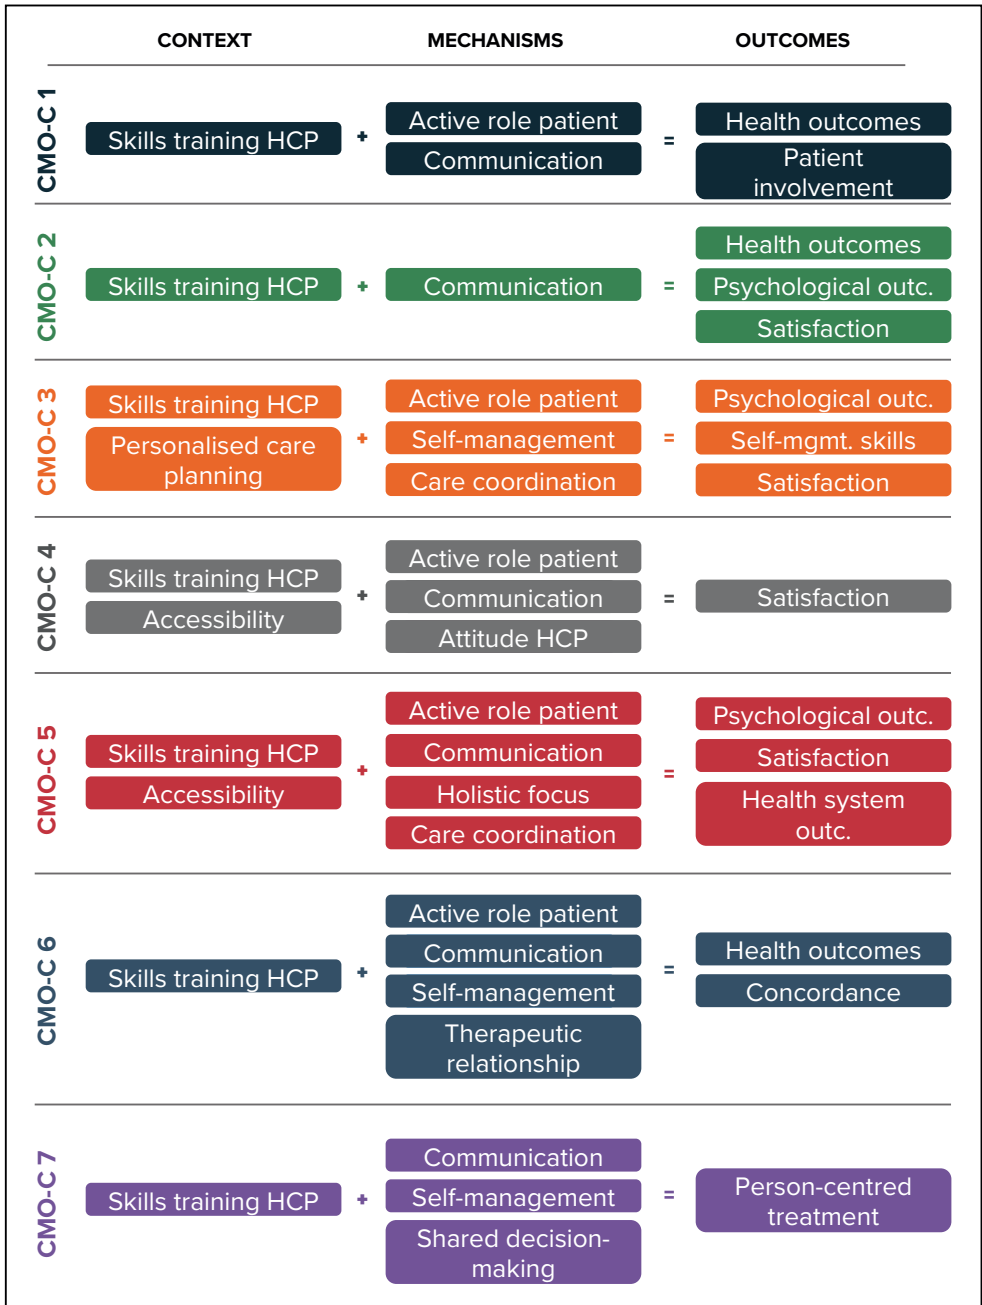 CONTEXT MECHANISMS OUTCOMES
CMO-C 1
Skills training HCP
+
Active role patient
Communication
=
Health outcomes
Patient
involvement
CMO-C 2
Skills training HCP
+
Communication
=
Health outcomes
Psychological outc.
Satisfaction
CMO-C 3
Skills training HCP
Personalised care
planning
+
Active role patient
Self-management
Care coordination
=
Psychological outc.
Self-mgmt. skills
Satisfaction
CMO-C 4
Skills training HCP
Accessibility
+
Active role patient
Communication
Attitude HCP
=
Satisfaction
CMO-C 5
Skills training HCP
Accessibility
+
Active role patient
Communication
Holistic focus
Care coordination
=
Psychological outc.
Satisfaction
Health system
outc.
CMO-C 6
Skills training HCP
+
Active role patient
Communication
Self-management
Therapeutic
relationship
=
Health outcomes
Concordance
CMO-C 7
Skills training HCP
+
Communication
Self-management
Shared decision-
making
=
Person-centred
treatment